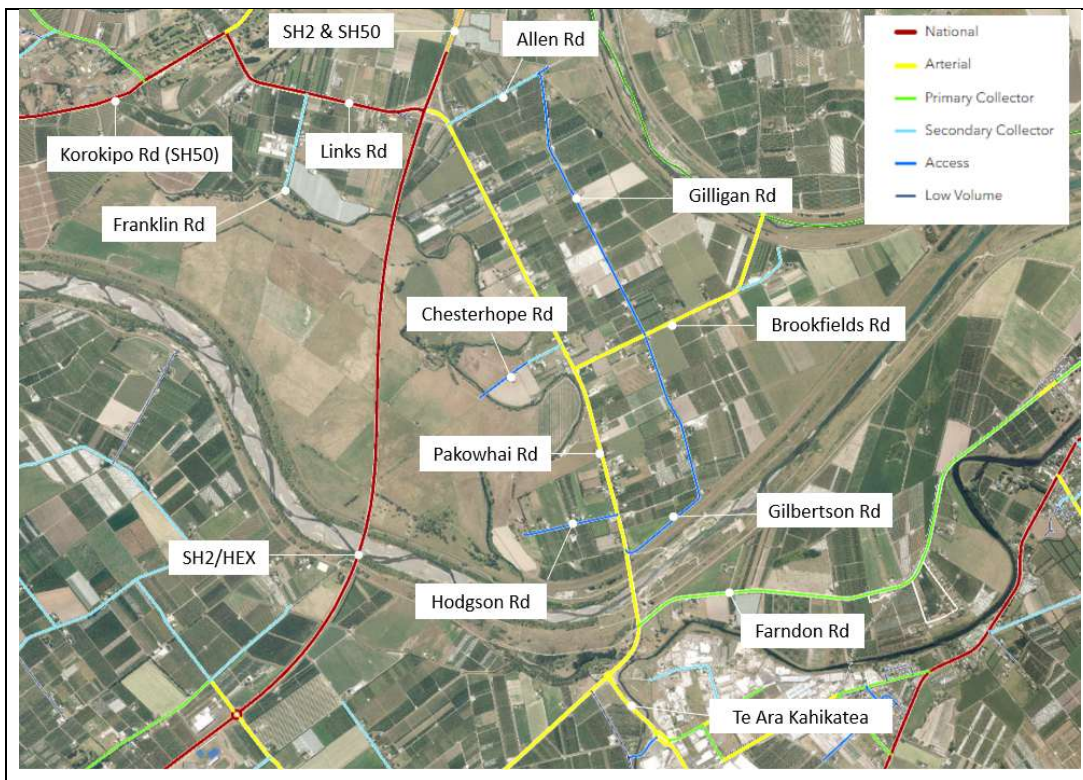 SH2 & SH50
Allen Rd
National
Arterial
Primary Collector
Secondary Collector
Access
Low Volume
Korokipo Rd (SH50)
Links Rd
Gilligan Rd
Franklin Rd
Chesterhope Rd
Brookfields Rd
Pakowhai Rd
Gilbertson Rd
SH2/HEX
Hodgson Rd
Farndon Rd
Te Ara Kahikatea